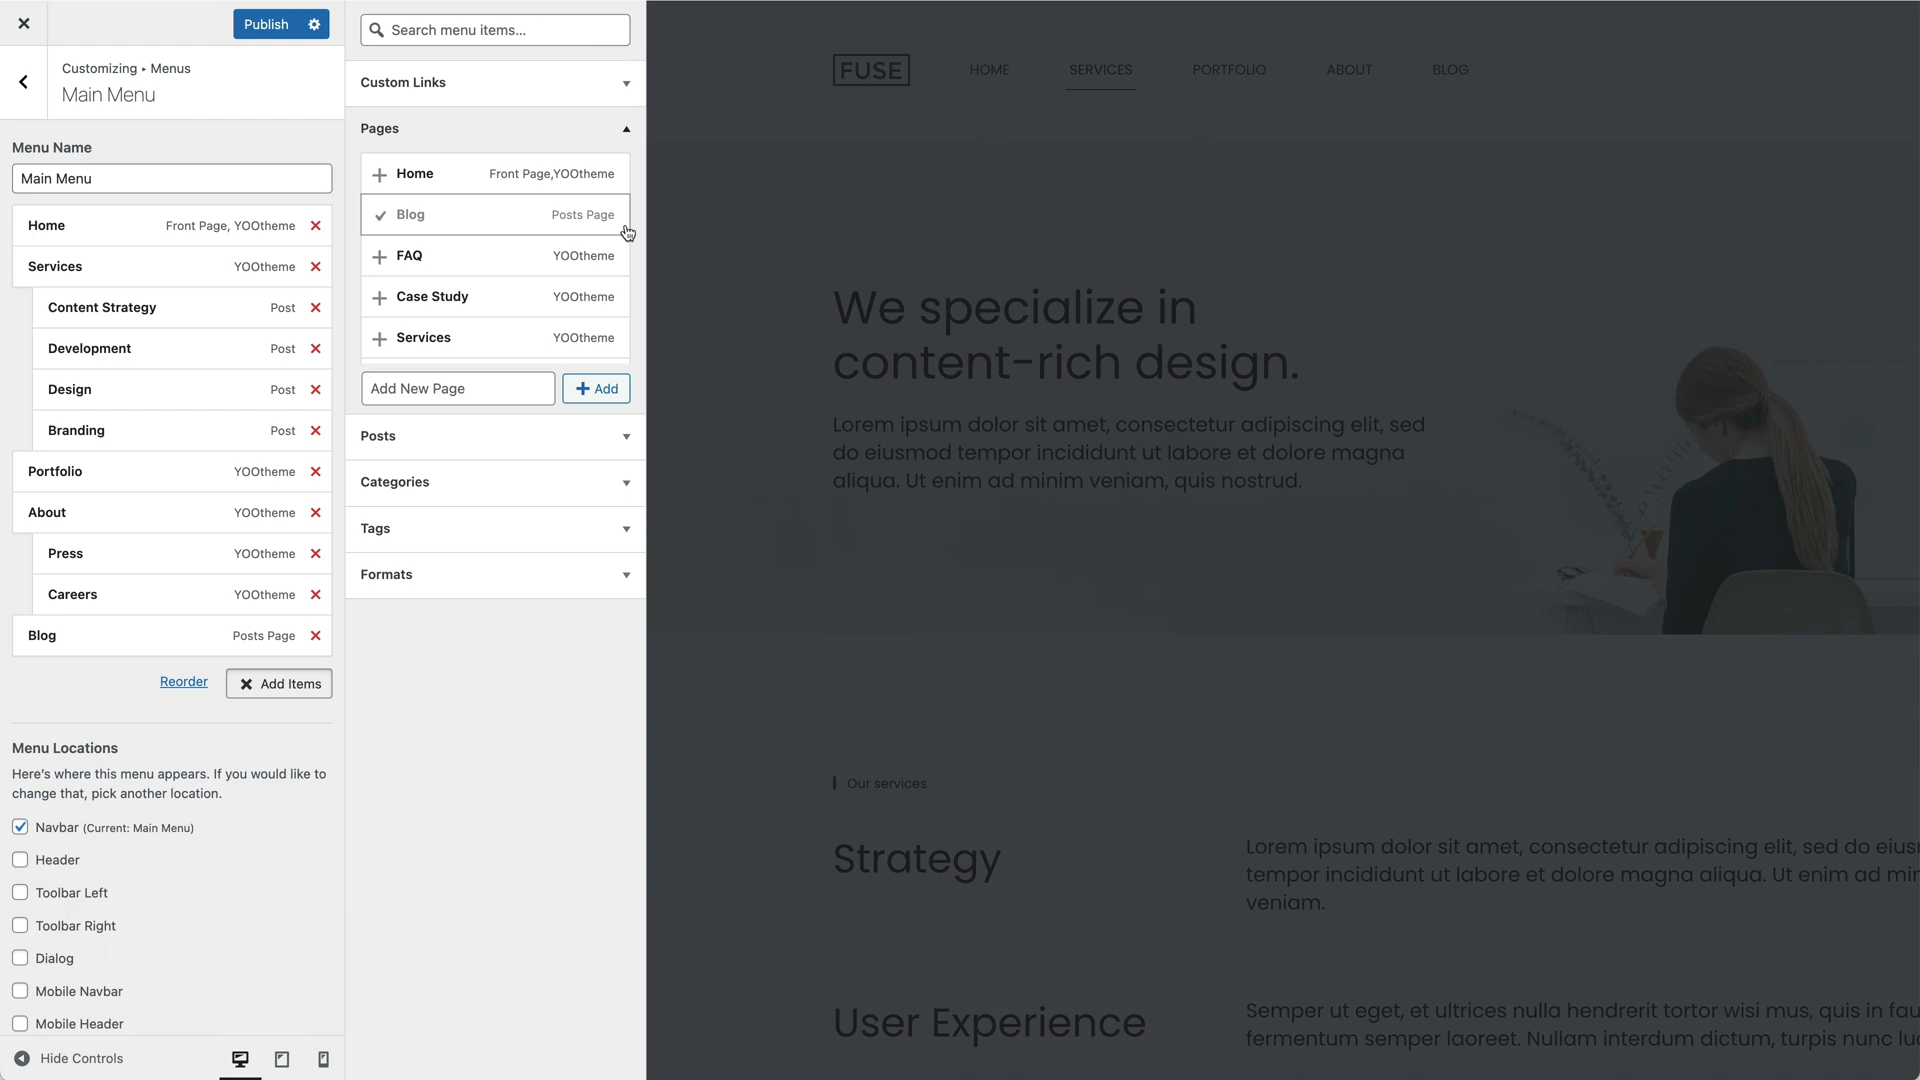 Publish
Customizing ▸ Menus
Main Menu
Menu Name
Main Menu
Home Front Page, YOOtheme
Services YOOtheme
Content Strategy Post
Development Post
Design Post
Branding Post
Portfolio YOOtheme
About YOOtheme
Press YOOtheme
Careers YOOtheme
Blog Posts Page
Reorder Add Items
Menu Locations
Here's where this menu appears. If you would like to
change that, pick another location.
Navbar (Current: Main Menu)
Header
Toolbar Left
Toolbar Right
Dialog
Mobile Navbar
Mobile Header
Hide Controls
Search menu items...
Custom Links
Pages
Home Front Page,YOOtheme
Blog Posts Page
FAQ YOOtheme
Case Study YOOtheme
Services YOOtheme
Add New Page Add
Posts
Categories
Tags
Formats
FUSE HOME SERVICES PORTFOLIO ABOUT BLOG
We specialize in
content-rich design.
Lorem ipsum dolor sit amet, consectetur adipiscing elit, sed
do eiusmod tempor incididunt ut labore et dolore magna
aliqua. Ut enim ad minim veniam, quis nostrud.
Our services
Strategy
Lorem ipsum dolor sit amet, consectetur adipiscing elit, sed do
tempor incididunt ut labore et dolore magna aliqua. Ut enim ad
veniam.
User Experience
Semper ut eget, et ultrices nulla hendrerit tortor wisi mus, quis in
fermentum semper laoreet. Nullam interdum dictum, turpis nunc